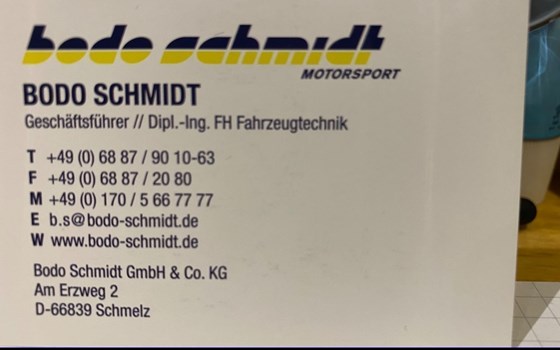 bodo schmidt
MOTORSPORT
BODO SCHMIDT
Geschäftsführer // Dipl.-Ing. FH Fahrzeugtechnik
T +49 (0) 68 87 / 90 10-63
F +49 (0) 68 87 / 20 80
M +49 (0) 170 / 5 66 77 77
E b.s@bodo-schmidt.de
W www.bodo-schmidt.de
Bodo Schmidt GmbH & Co. KG
Am Erzweg 2
D-66839 Schmelz